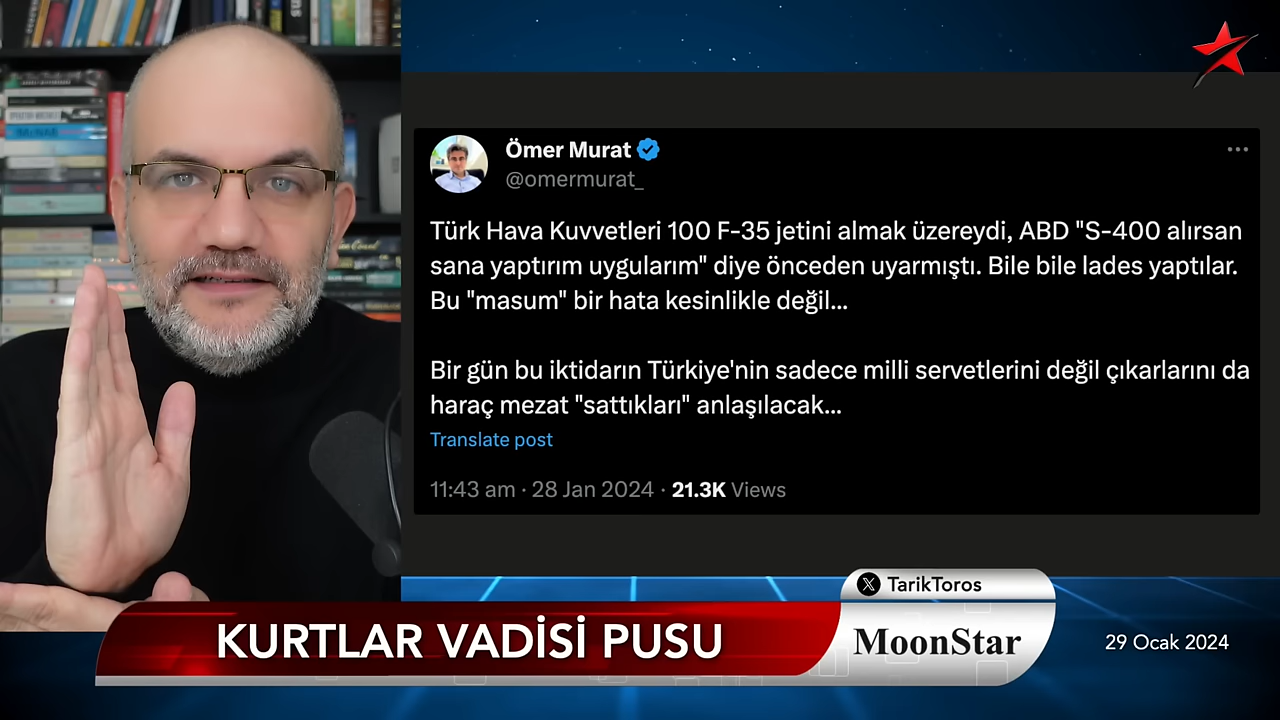 Ömer Murat
@omermurat_
Türk Hava Kuvvetleri 100 F-35 jetini almak üzereydi, ABD "S-400 alırsan
sana yaptırım uygularım" diye önceden uyarmıştı. Bile bile lades yaptılar.
Bu "masum" bir hata kesinlikle değil...
Bir gün bu iktidarın Türkiye'nin sadece milli servetlerini değil çıkarlarını da
haraç mezat "sattıkları" anlaşılacak...
Translate post
11:43 am · 28 Jan 2024 · 21.3K Views
TarikToros
KURTLAR VADİSİ PUSU
MoonStar
29 Ocak 2024